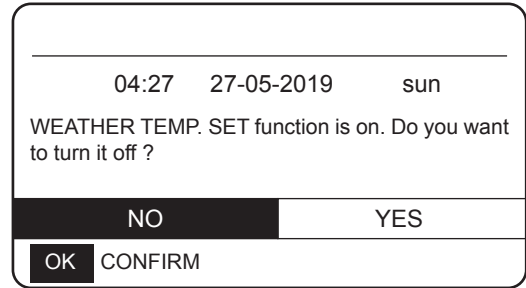 04:27 27-05-2019 sun
WEATHER TEMP. SET function is on. Do you want
to turn it off ?
NO YES
OK CONFIRM